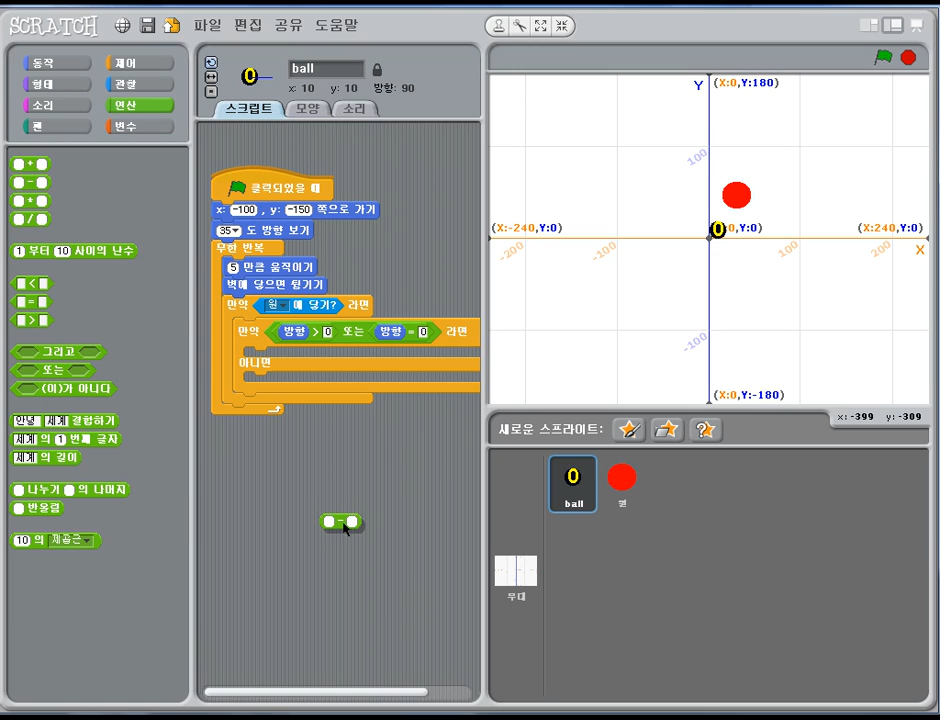 SCRATCH 파일 편집 공유 도움말
동작 제어
형태 관찰
소리 연산
펜 변수
ball
x: 10 y: 10 방향: 90
스크립트 모양 소리
+
-
*
/
1 부터 10 사이의 난수
<
=
>
그리고
또는
(이)가 아니다
안녕 세계 결합하기
세계 의 1 번째 글자
세계 의 길이
나누기 의 나머지
반올림
10 의 제곱근
클릭되었을 때
x: -100 , y: -150 쪽으로 가기
35 도 방향 보기
무한 반복
5 만큼 움직이기
벽에 닿으면 튕기기
만약 원 에 닿기? 라면
만약 방향 > 0 또는 방향 = 0 라면
아니면
-
Y (X:0,Y:180)
100
(X:-240,Y:0) 0,Y:0) (X:240,Y:0)
-200 -100 100 200 X
-100
(X:0,Y:-180)
x: -399 y: -309
새로운 스프라이트:
ball 원
무대